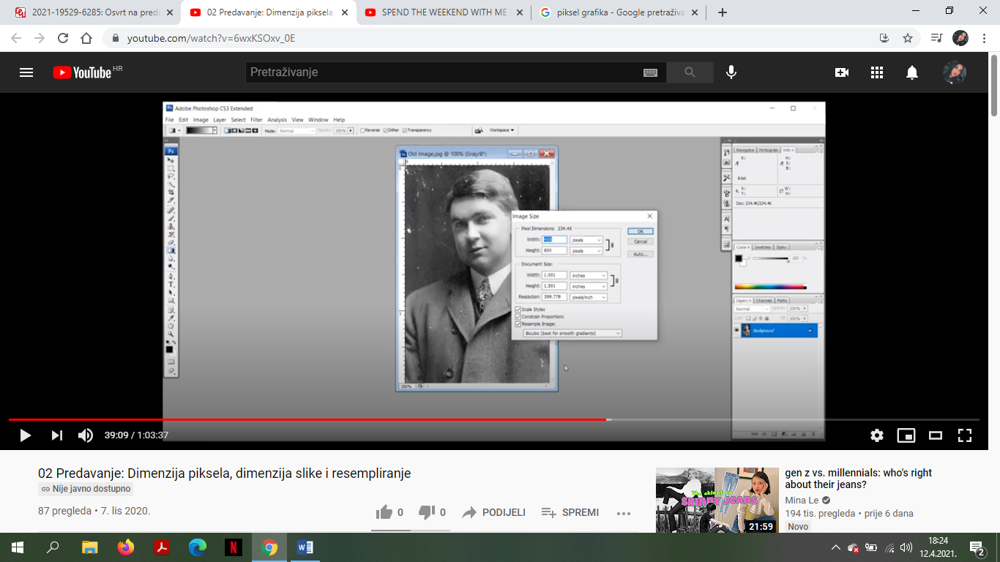 2021-19529-6285: Osvrt na preda
02 Predavanje: Dimenzija piksela,
SPEND THE WEEKEND WITH ME
piksel grafika - Google pretraživa
youtube.com/watch?v=6wxKSOxv_0E
YouTube HR
Pretraživanje
Adobe Photoshop CS3 Extended
File Edit Image Layer Select Filter Analysis View Window Help
Mode: Normal Opacity: 100% Reverse Dither Transparency Workspace
Old Image.jpg @ 100% (Gray/8*)
Navigator Histogram Info
K: H:
S:
B:
8-bit
X: W:
Y: H:
Doc: 234.4K/234.4K
Image Size
Pixel Dimensions: 234.4K
Width: pixels
Height: 600 pixels
OK
Cancel
Auto...
Document Size:
Width: 1.001 inches
Height: 1.501 inches
Resolution: 399.778 pixels/inch
Scale Styles
Constrain Proportions
Resample Image:
Bicubic (best for smooth gradients)
Color Swatches Styles
K 100 %
Layers Channels Paths
Normal Opacity: 100%
Lock: Fill: 100%
Background
100%
39:09 / 1:03:37
02 Predavanje: Dimenzija piksela, dimenzija slike i resempliranje
Nije javno dostupno
87 pregleda • 7. lis 2020.
0 0 PODIJELI SPREMI
The skinny on
SKINNY JEANS
21:59
gen z vs. millennials: who's right
about their jeans?
Mina Le
194 tis. pregleda • prije 6 dana
Novo
18:24
12.4.2021.
2